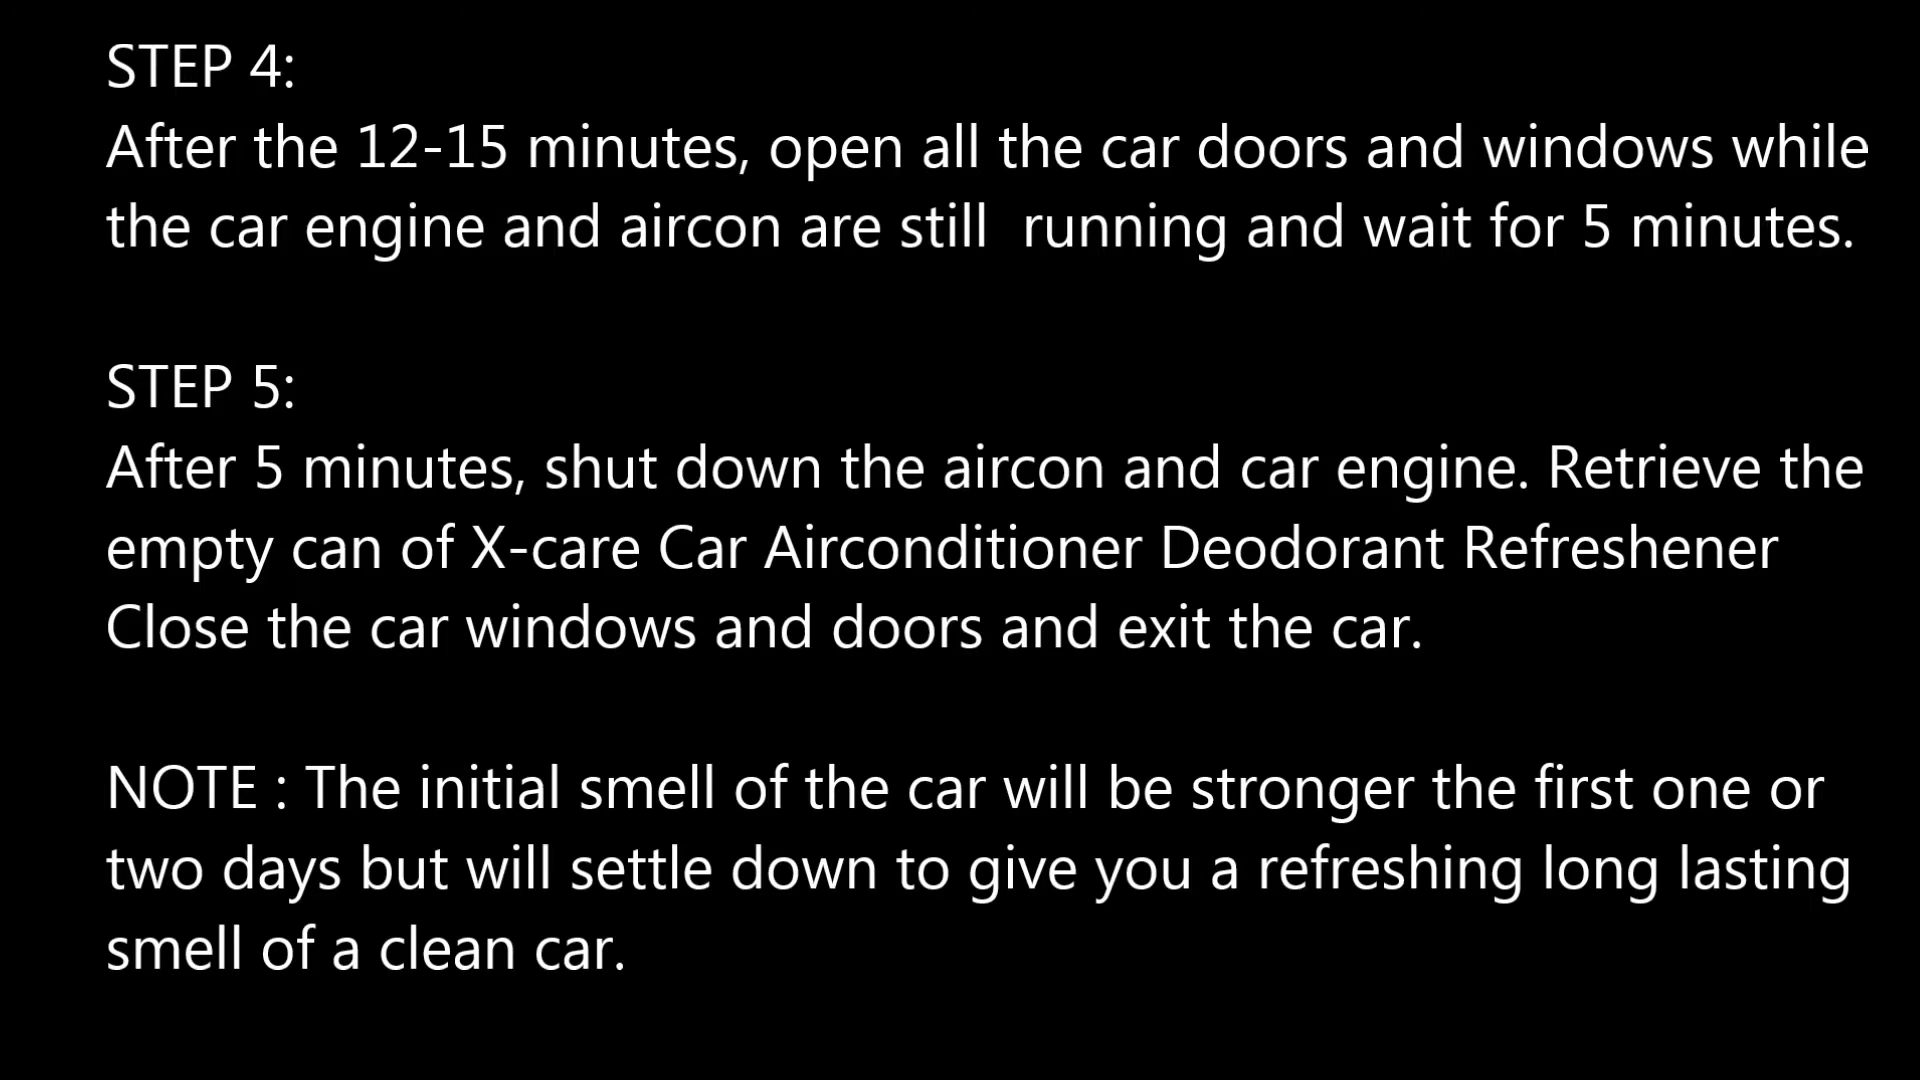 STEP 4:
After the 12-15 minutes, open all the car doors and windows while
the car engine and aircon are still  running and wait for 5 minutes.
STEP 5:
After 5 minutes, shut down the aircon and car engine. Retrieve the
empty can of X-care Car Airconditioner Deodorant Refreshener
Close the car windows and doors and exit the car.
NOTE : The initial smell of the car will be stronger the first one or
two days but will settle down to give you a refreshing long lasting
smell of a clean car.